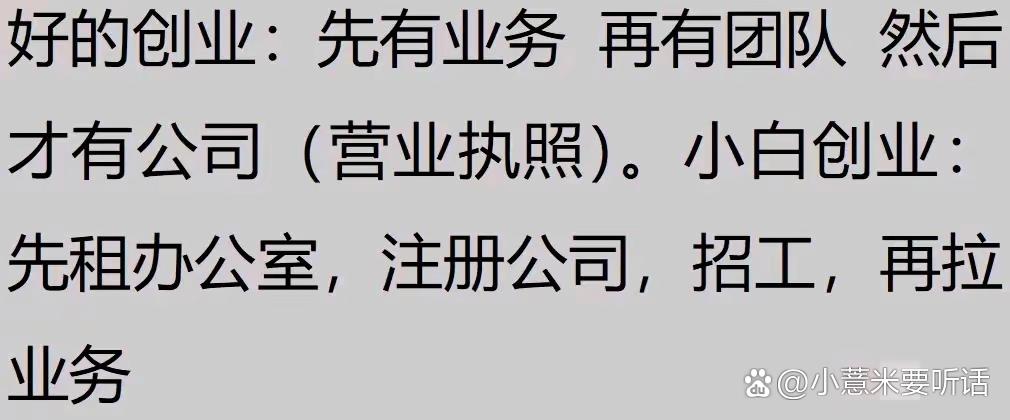 好的创业：先有业务 再有团队 然后
才有公司（营业执照）。小白创业：
先租办公室，注册公司，招工，再拉
业务
@小薏米要听话